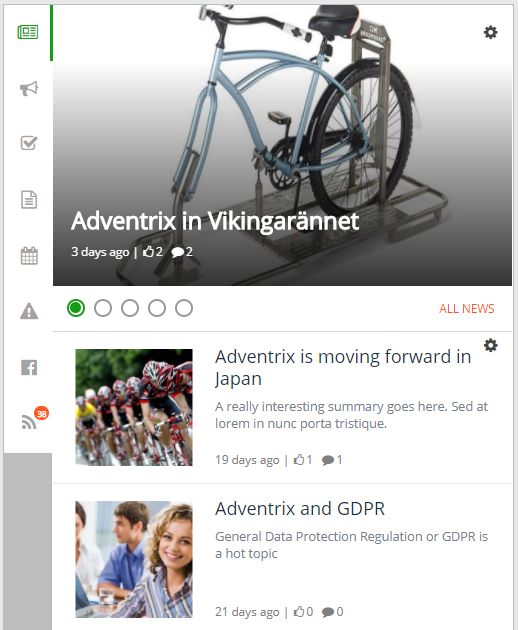 Adventrix in Vikingarännet
3 days ago | 2 2
ALL NEWS
Adventrix is moving forward in
Japan
A really interesting summary goes here. Sed at
lorem in nunc porta tristique.
19 days ago | 1 1
38
Adventrix and GDPR
General Data Protection Regulation or GDPR is
a hot topic
21 days ago | 0 0